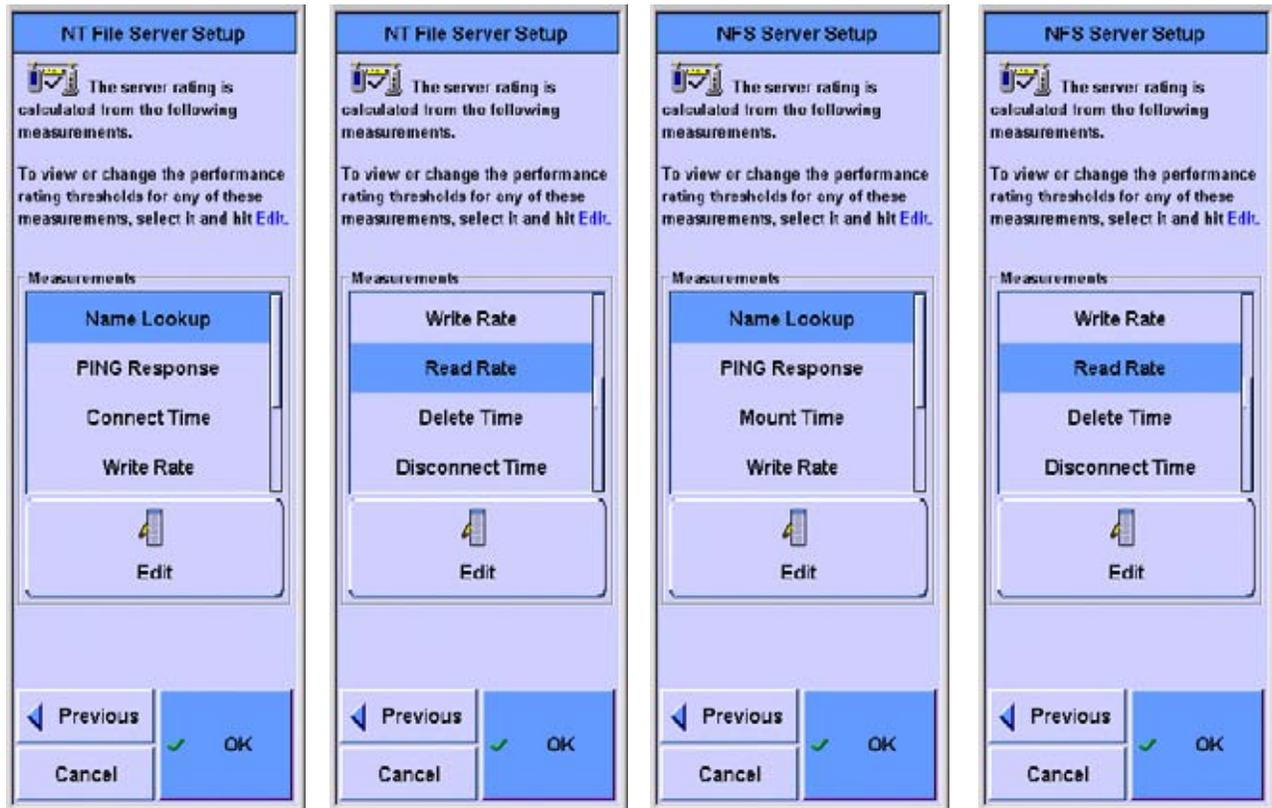 NT File Server Setup
The server rating is
calculated from the following
measurements.
To view or change the performance
rating thresholds for any of these
measurements, select it and hit Edit.
Measurements
Name Lookup
PING Response
Connect Time
Write Rate
Edit
Previous
OK
Cancel
NT File Server Setup
The server rating is
calculated from the following
measurements.
To view or change the performance
rating thresholds for any of these
measurements, select it and hit Edit.
Measurements
Write Rate
Read Rate
Delete Time
Disconnect Time
Edit
Previous
OK
Cancel
NFS Server Setup
The server rating is
calculated from the following
measurements.
To view or change the performance
rating thresholds for any of these
measurements, select it and hit Edit.
Measurements
Name Lookup
PING Response
Mount Time
Write Rate
Edit
Previous
OK
Cancel
NFS Server Setup
The server rating is
calculated from the following
measurements.
To view or change the performance
rating thresholds for any of these
measurements, select it and hit Edit.
Measurements
Write Rate
Read Rate
Delete Time
Disconnect Time
Edit
Previous
OK
Cancel